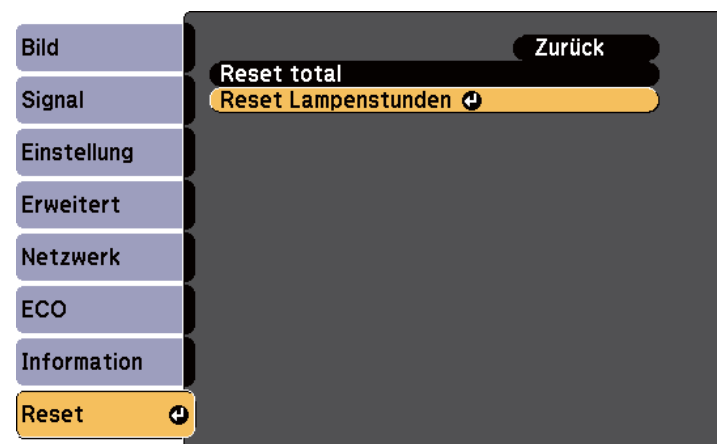 Bild
Signal
Einstellung
Erweitert
Netzwerk
ECO
Information
Reset
Zurück
Reset total
Reset Lampenstunden